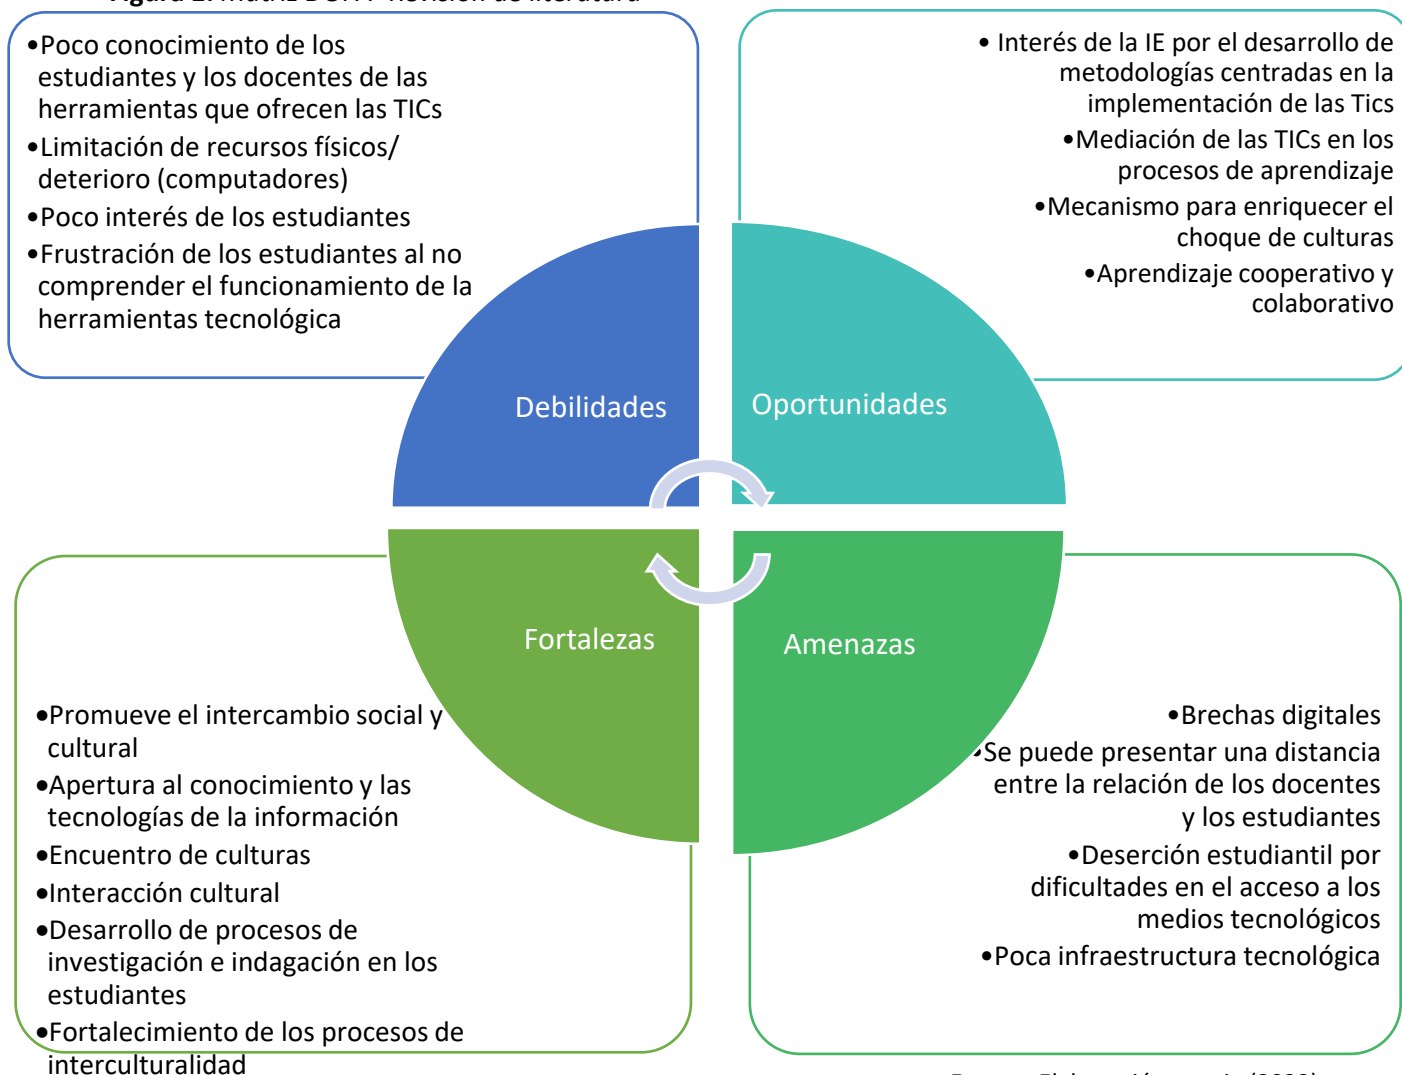 •Poco conocimiento de los
estudiantes y los docentes de las
herramientas que ofrecen las TICs
•Limitación de recursos físicos/
deterioro (computadores)
•Poco interés de los estudiantes
•Frustración de los estudiantes al no
comprender el funcionamiento de la
herramientas tecnológica
• Interés de la IE por el desarrollo de
metodologías centradas en la
implementación de las Tics
•Mediación de las TICs en los
procesos de aprendizaje
•Mecanismo para enriquecer el
choque de culturas
•Aprendizaje cooperativo y
colaborativo
Debilidades
Oportunidades
Fortalezas
Amenazas
•Promueve el intercambio social y
cultural
•Apertura al conocimiento y las
tecnologías de la información
•Encuentro de culturas
•Interacción cultural
•Desarrollo de procesos de
investigación e indagación en los
estudiantes
•Fortalecimiento de los procesos de
interculturalidad
•Brechas digitales
•Se puede presentar una distancia
entre la relación de los docentes
y los estudiantes
•Deserción estudiantil por
dificultades en el acceso a los
medios tecnológicos
•Poca infraestructura tecnológica